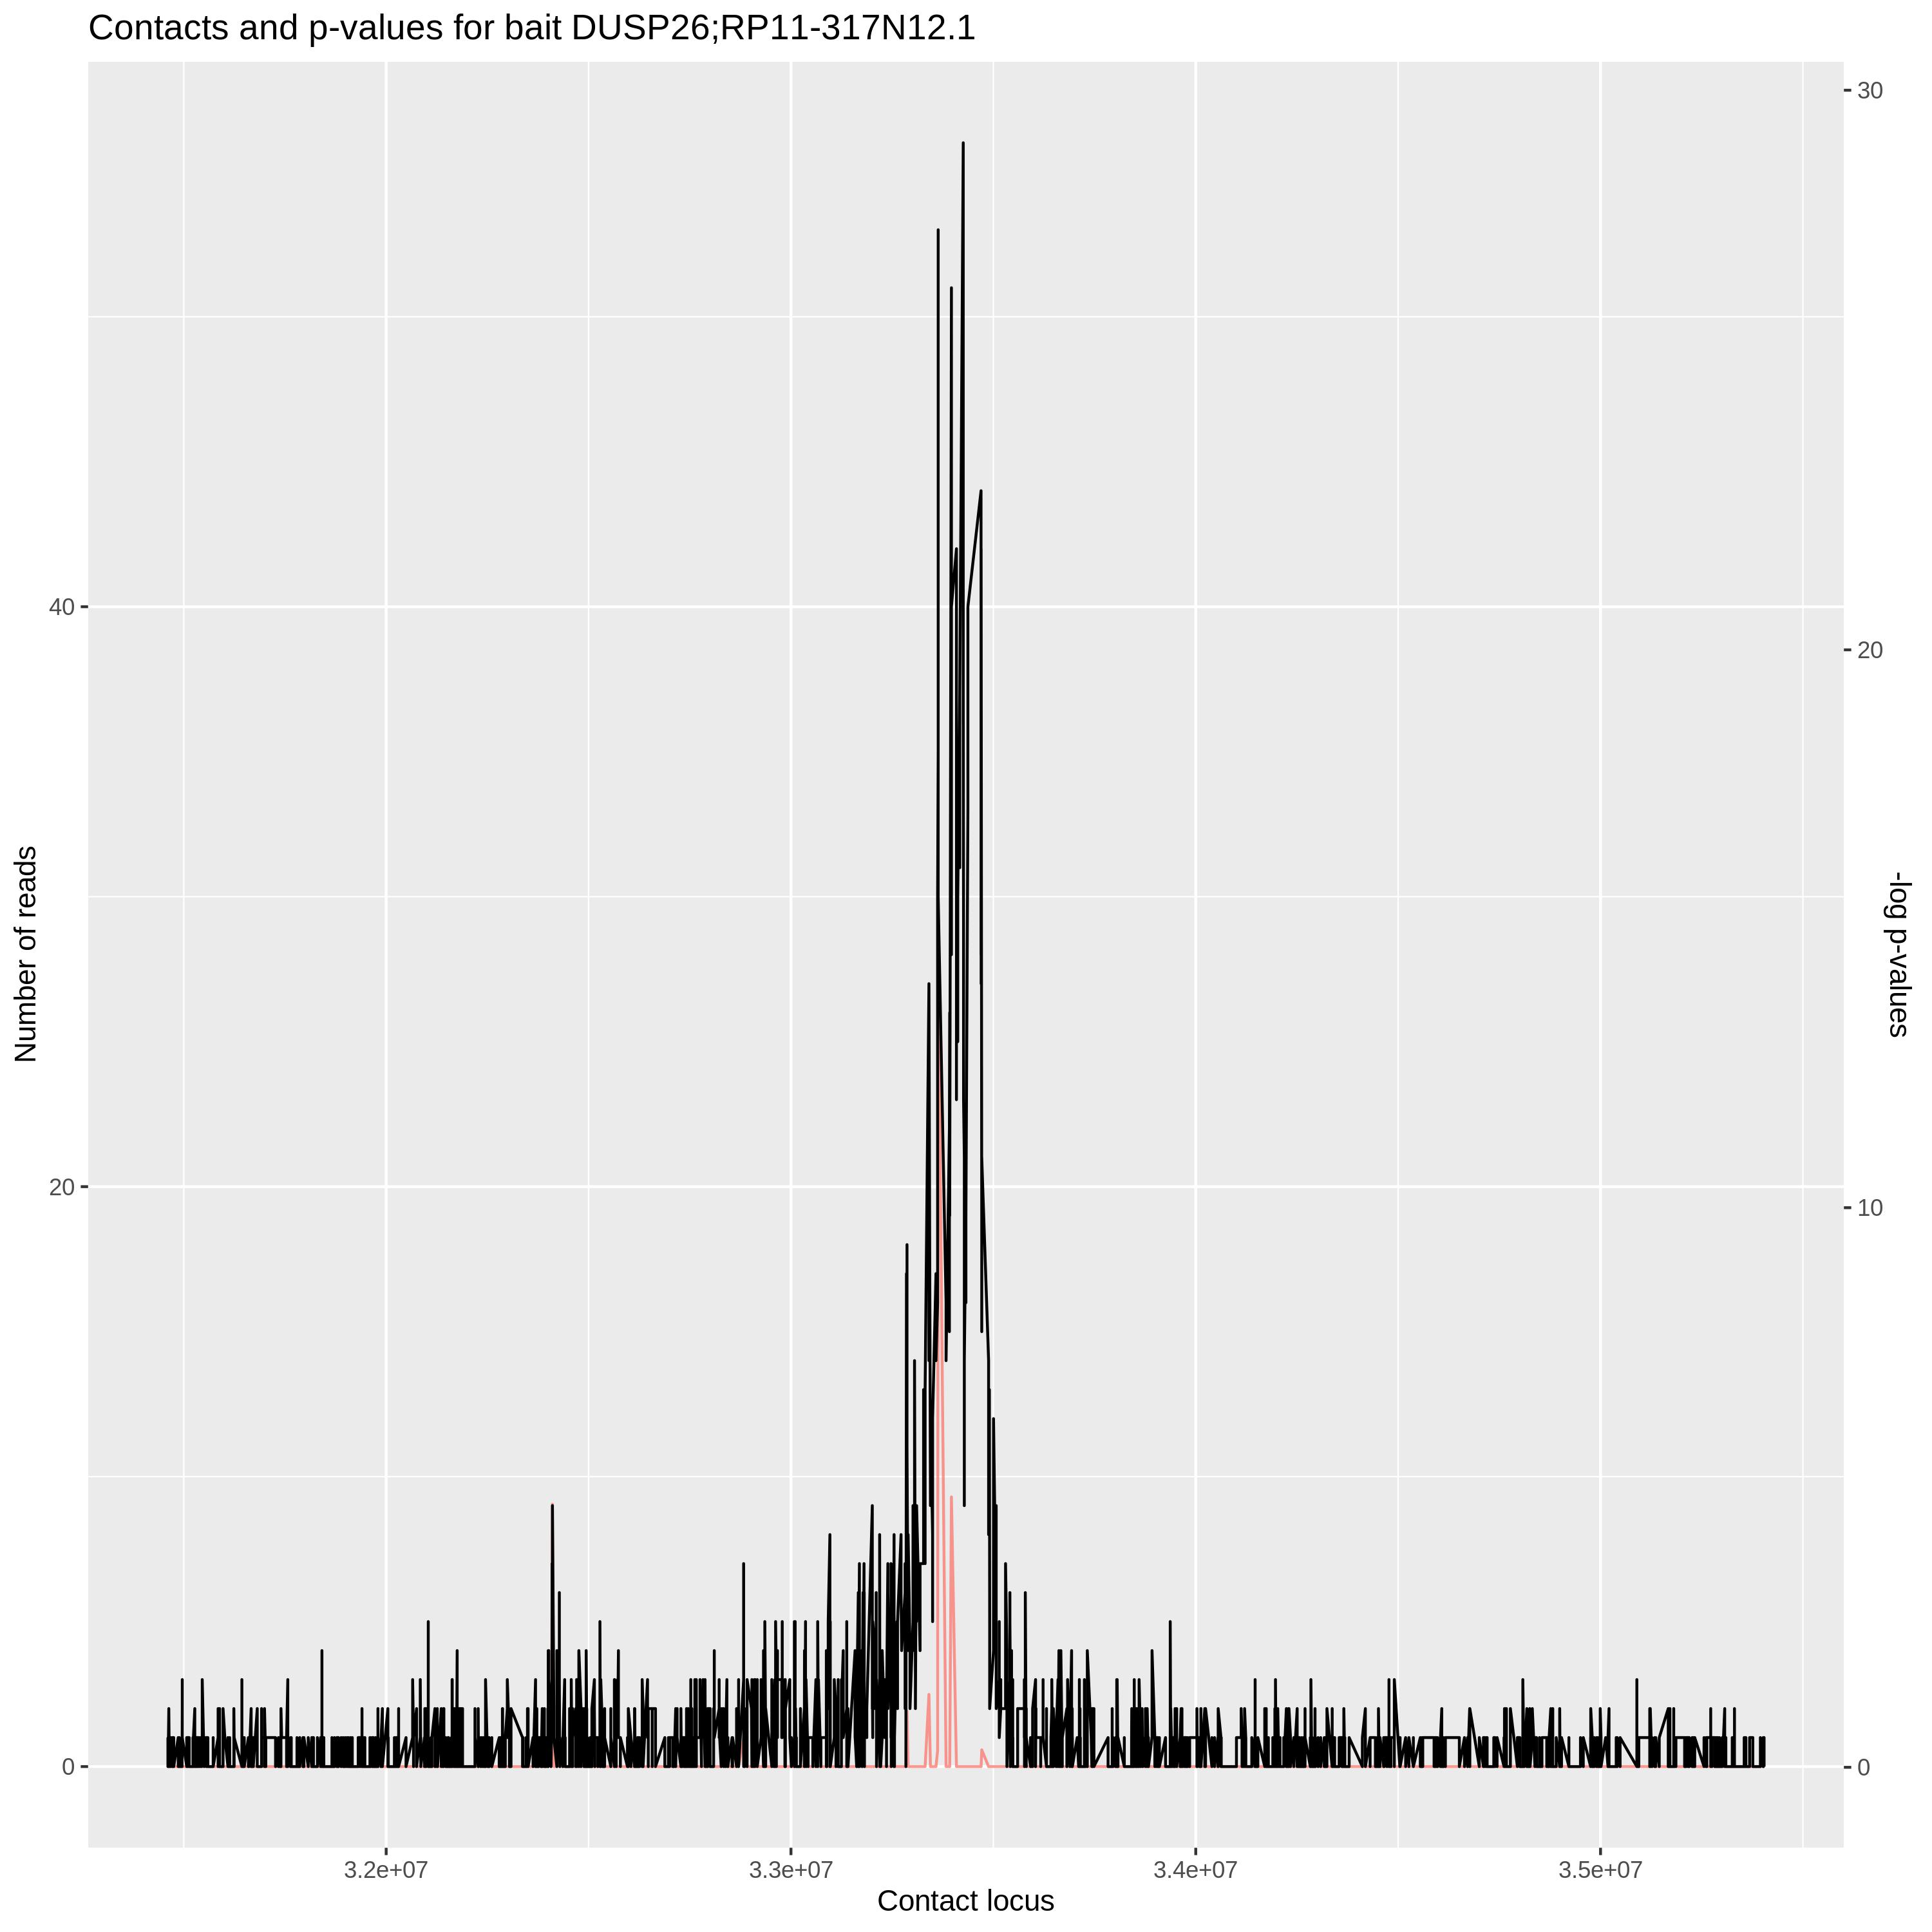 Contacts and p-values for bait DUSP26;RP11-317N12.1
30
40
20
Number of reads
-log p-values
20
10
0
0
3.2e+07
3.3e+07
3.4e+07
3.5e+07
Contact locus